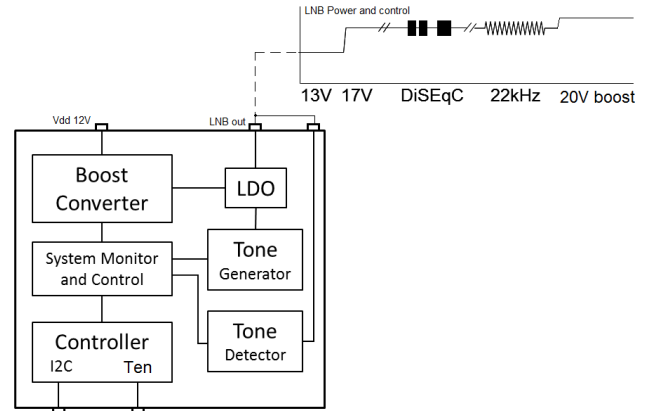 LNB Power and control
13V 17V DiSEqC 22kHz 20V boost
Vdd 12V
LNB out
Boost
Converter
LDO
System Monitor
and Control
Tone
Generator
Controller
I2C Ten
Tone
Detector